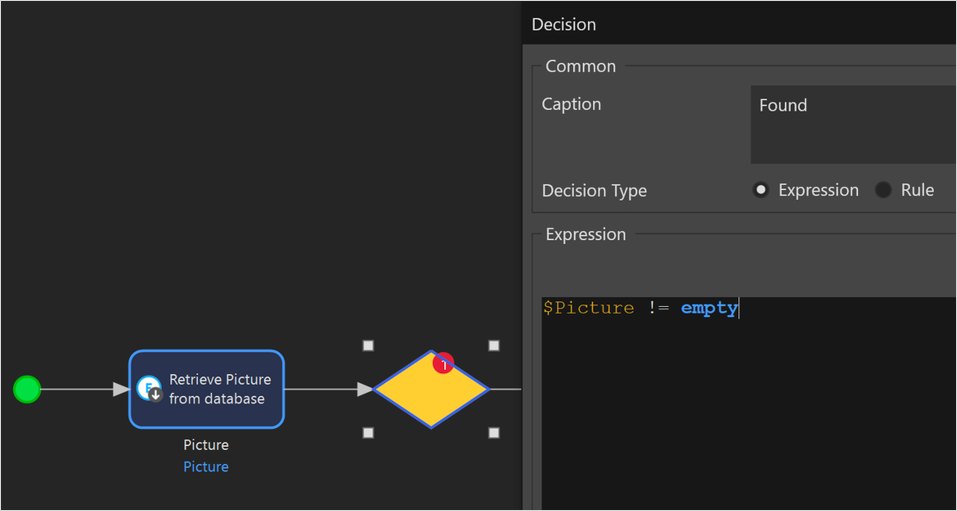 Decision
Common
Caption
Found
Decision Type
Expression
Rule
Expression
$Picture != empty
E
Retrieve Picture
from database
1
Picture
Picture